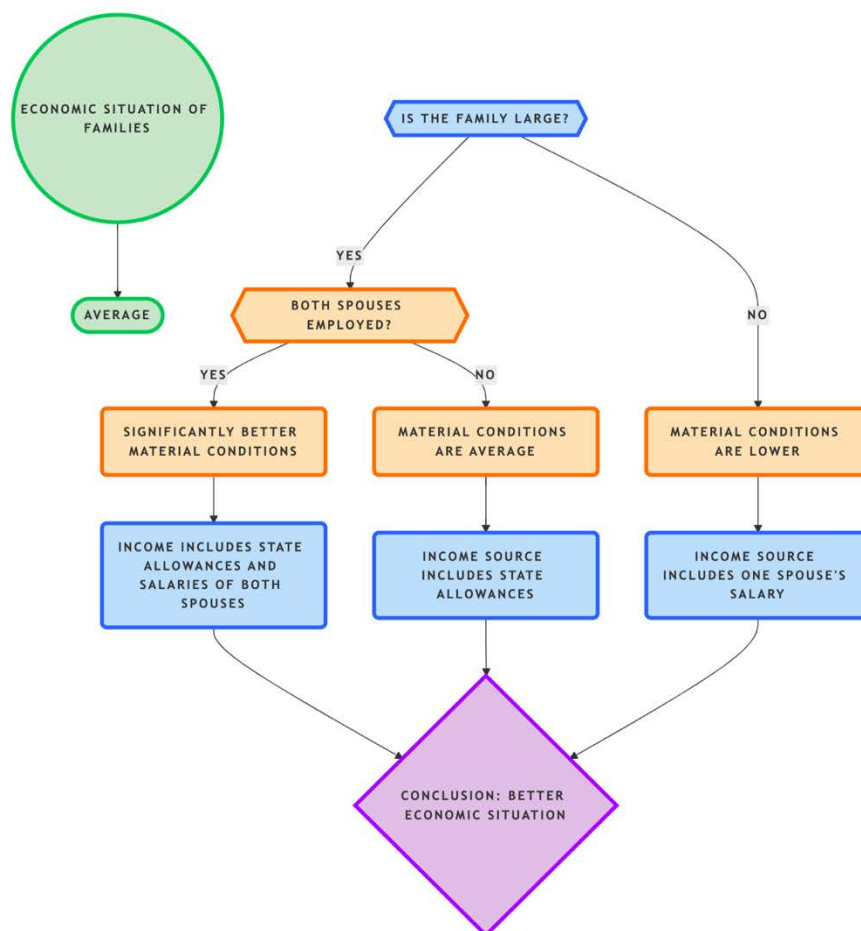 ECONOMIC SITUATION OF
FAMILIES
IS THE FAMILY LARGE?
YES
AVERAGE
BOTH SPOUSES
EMPLOYED?
NO
YES
NO
SIGNIFICANTLY BETTER
MATERIAL CONDITIONS
MATERIAL CONDITIONS
ARE AVERAGE
MATERIAL CONDITIONS
ARE LOWER
INCOME INCLUDES STATE
ALLOWANCES AND
SALARIES OF BOTH
SPOUSES
INCOME SOURCE
INCLUDES STATE
ALLOWANCES
INCOME SOURCE
INCLUDES ONE SPOUSE'S
SALARY
CONCLUSION: BETTER
ECONOMIC SITUATION